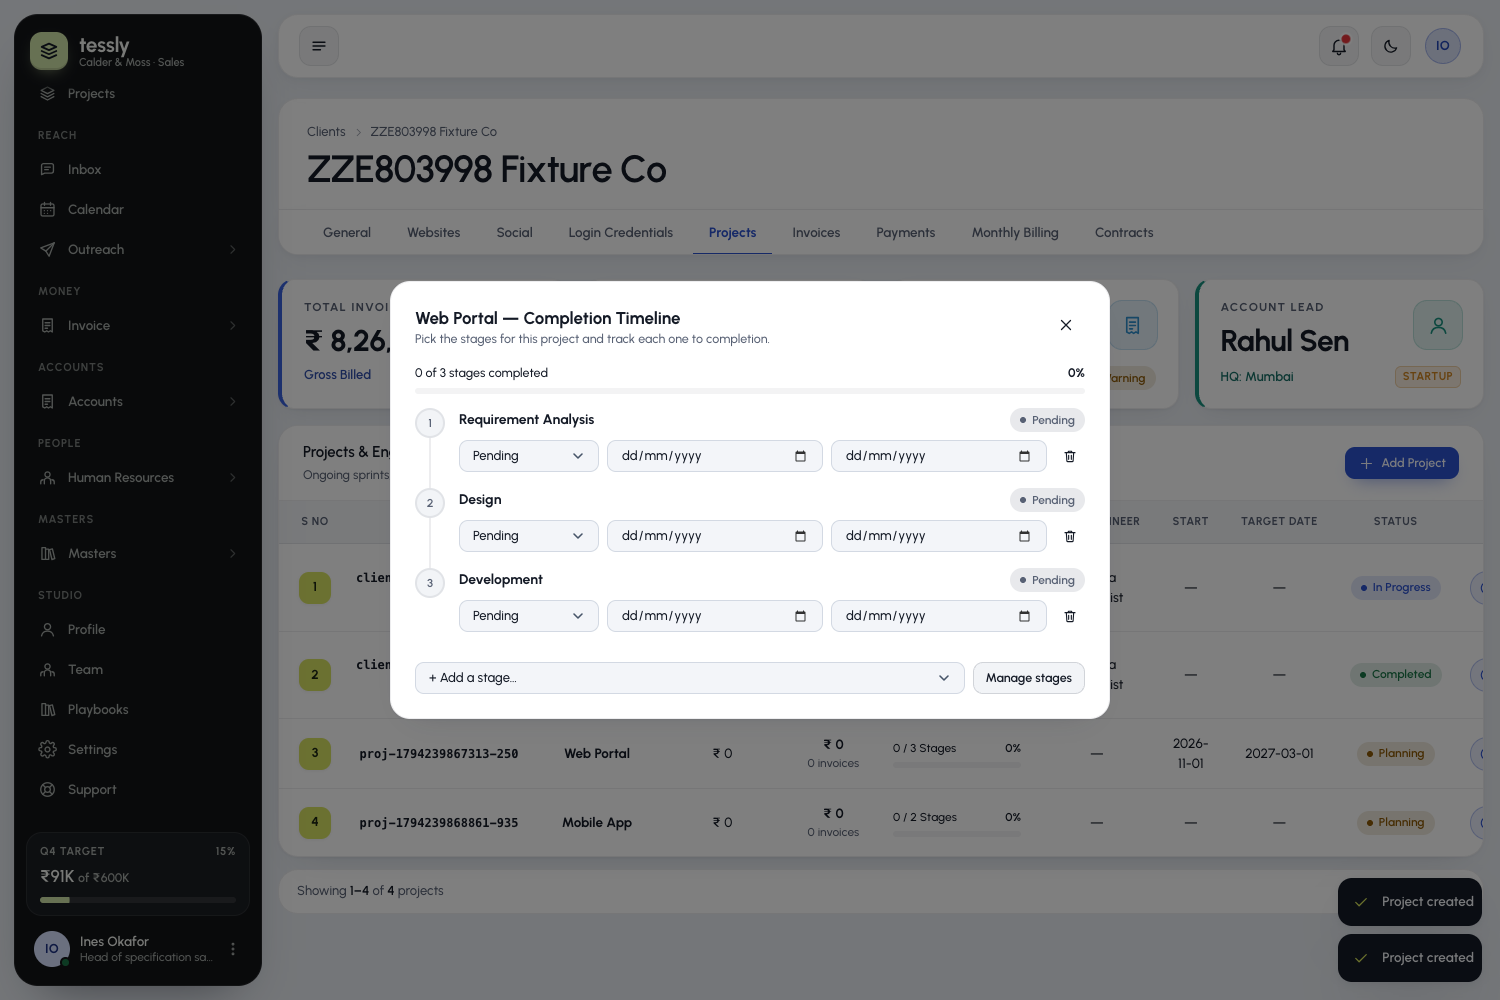 tessly
Calder & Moss · Sales
Projects
REACH
Inbox
Calendar
Outreach
MONEY
Invoice
ACCOUNTS
Accounts
PEOPLE
Human Resources
MASTERS
Masters
STUDIO
Profile
Team
Playbooks
Settings
Support
Q4 TARGET 15%
₹91K of ₹600K
IO
Ines Okafor
Head of specification sa...
IO
Clients > ZZE803998 Fixture Co
ZZE803998 Fixture Co
General Websites Social Login Credentials Projects Invoices Payments Monthly Billing Contracts
TOTAL INVOI
₹ 8,26,
Gross Billed
arning
ACCOUNT LEAD
Rahul Sen
HQ: Mumbai
STARTUP
Projects & En
Ongoing sprints
+ Add Project
S NO NEER START TARGET DATE STATUS
1 clien a — — In Progress
ist
2 clien — — Completed
ist
3 proj-1794239867313-250 Web Portal ₹ 0 ₹ 0 0 / 3 Stages 0% — 2026-11-01 2027-03-01 Planning
0 invoices
4 proj-1794239868861-935 Mobile App ₹ 0 ₹ 0 0 / 2 Stages 0% — — — Planning
0 invoices
Showing 1–4 of 4 projects
Web Portal — Completion Timeline
Pick the stages for this project and track each one to completion.
0 of 3 stages completed 0%
1 Requirement Analysis Pending
Pending dd/mm/yyyy dd/mm/yyyy
2 Design Pending
Pending dd/mm/yyyy dd/mm/yyyy
3 Development Pending
Pending dd/mm/yyyy dd/mm/yyyy
+ Add a stage... Manage stages
Project created
Project created